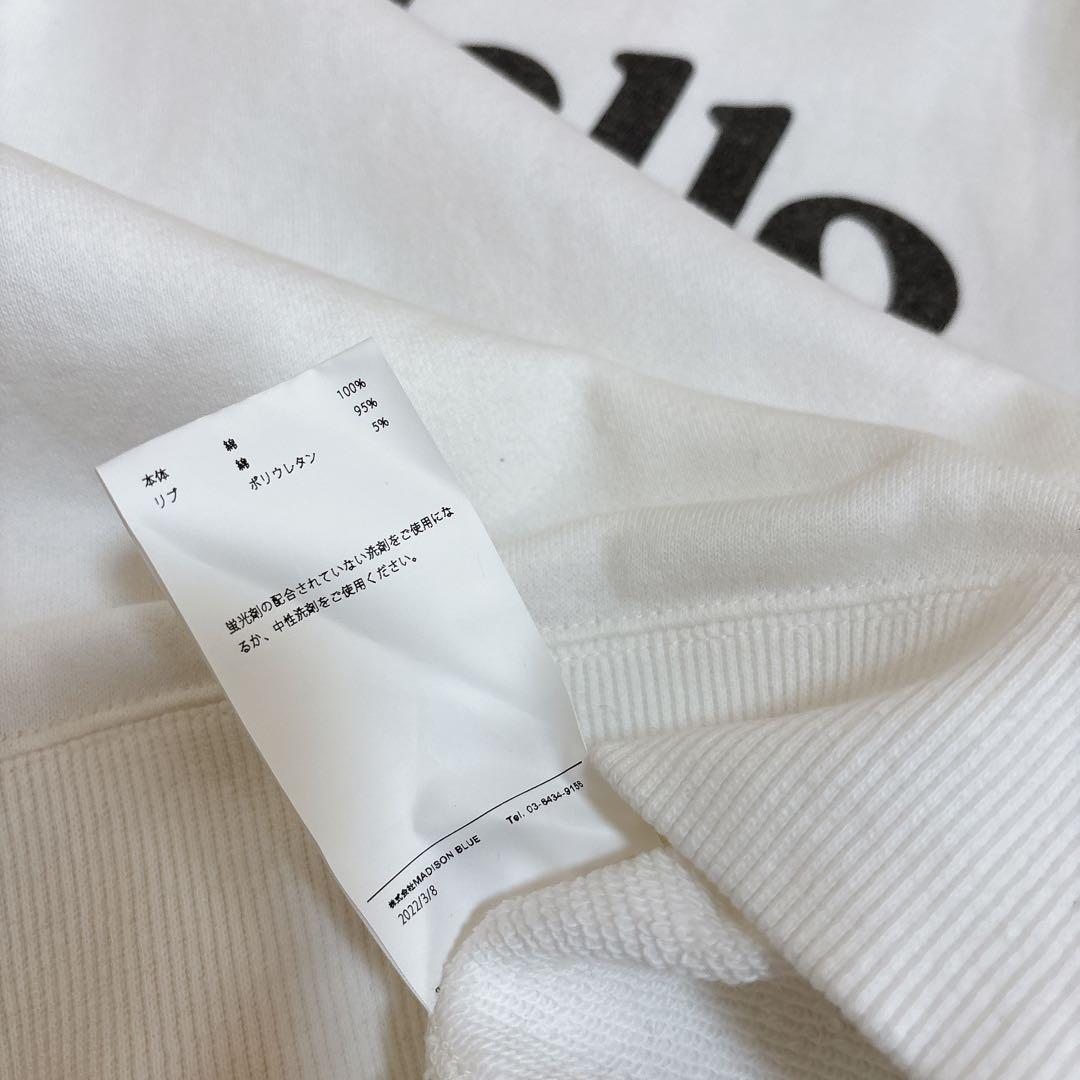 ello
本体 綿 100%
リブ 綿 95%
ポリウレタン 5%
蛍光剤の配合されていない洗剤をご使用にな
るか、中性洗剤をご使用ください。
株式会社MADISON BLUE Tel. 03-6434-9156
2022/3/8